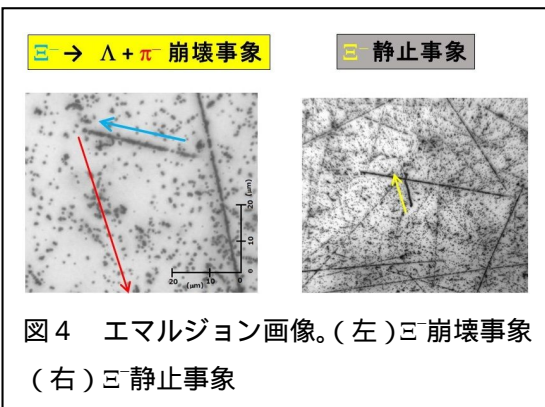 Ξ⁻→ Λ + π⁻ 崩壊事象
Ξ⁻ 静止事象
20
(μm)
10
0
20
(μm)
10
0
図4 エマルジョン画像。(左)Ξ⁻崩壊事象
(右)Ξ⁻静止事象